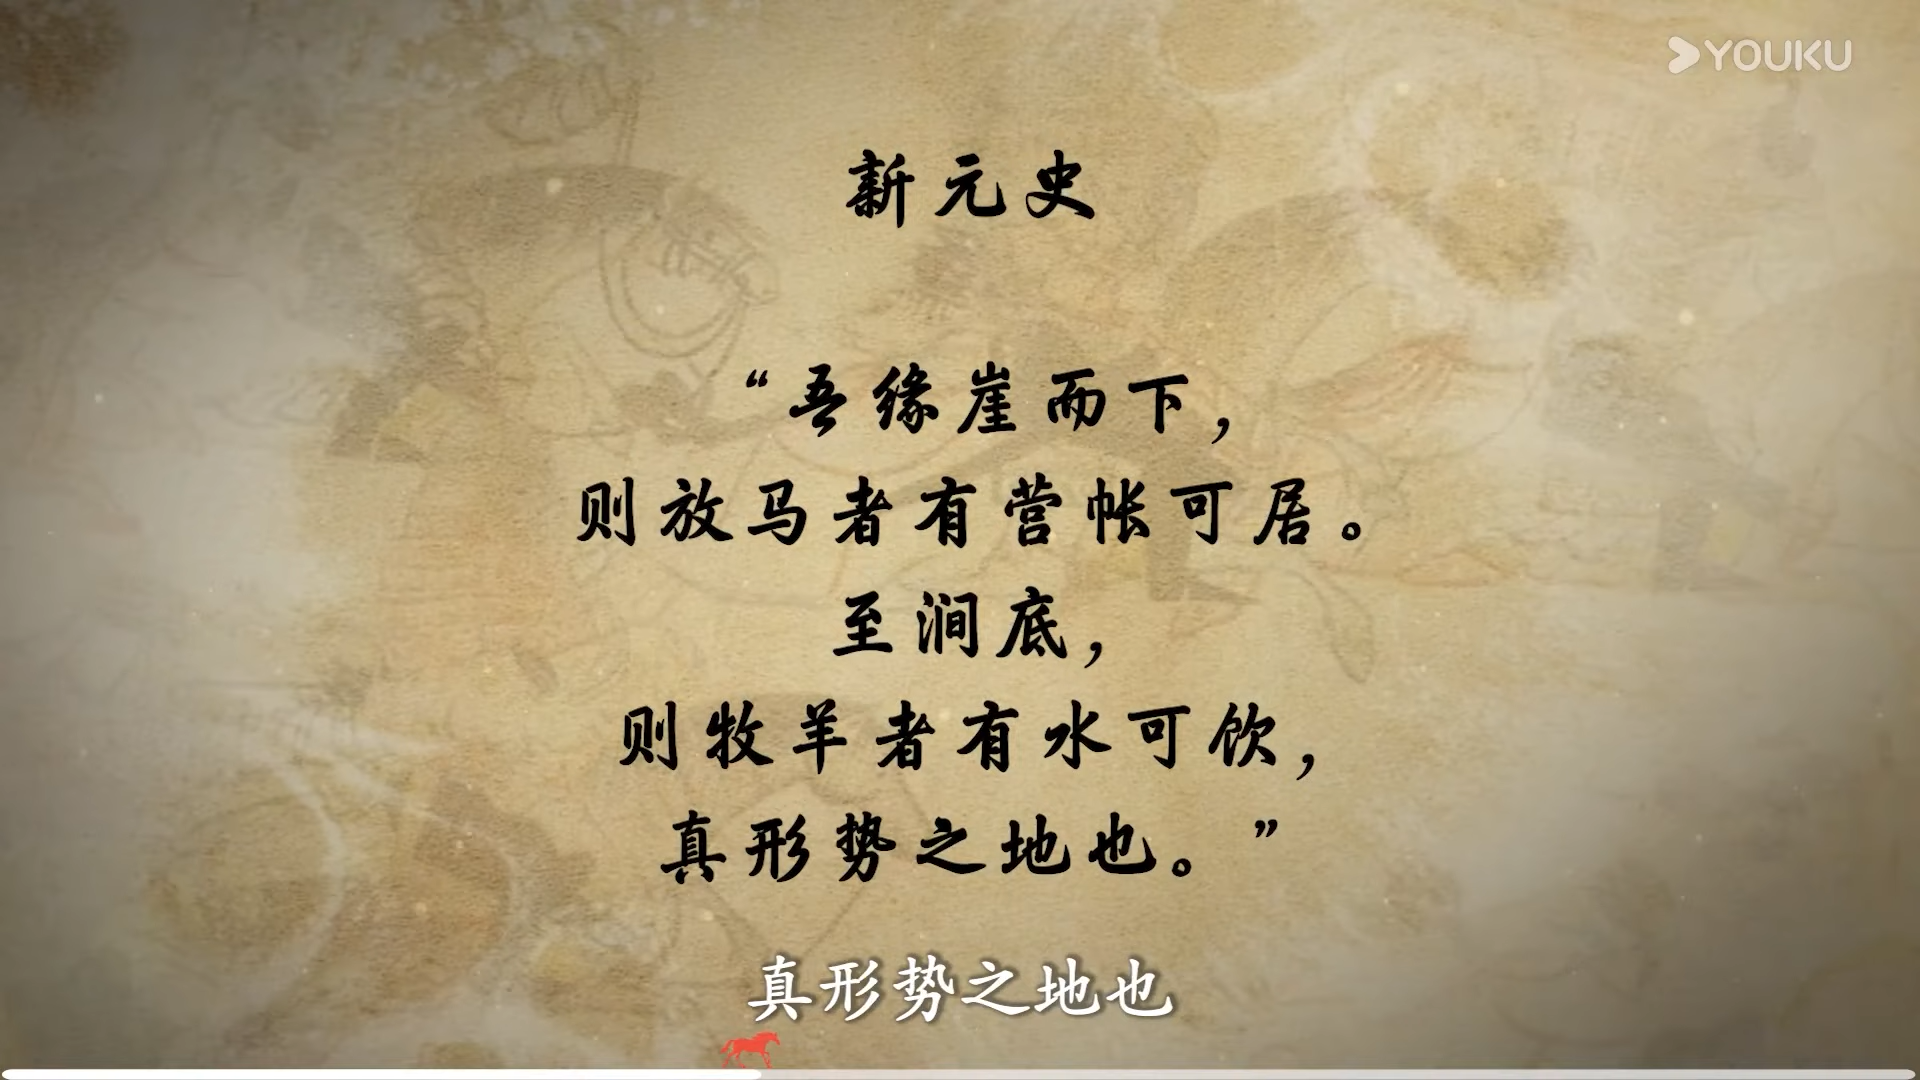 YOUKU
新元史
“吾缘崖而下，
则放马者有营帐可居。
至涧底，
则牧羊者有水可饮，
真形势之地也。”
真形势之地也